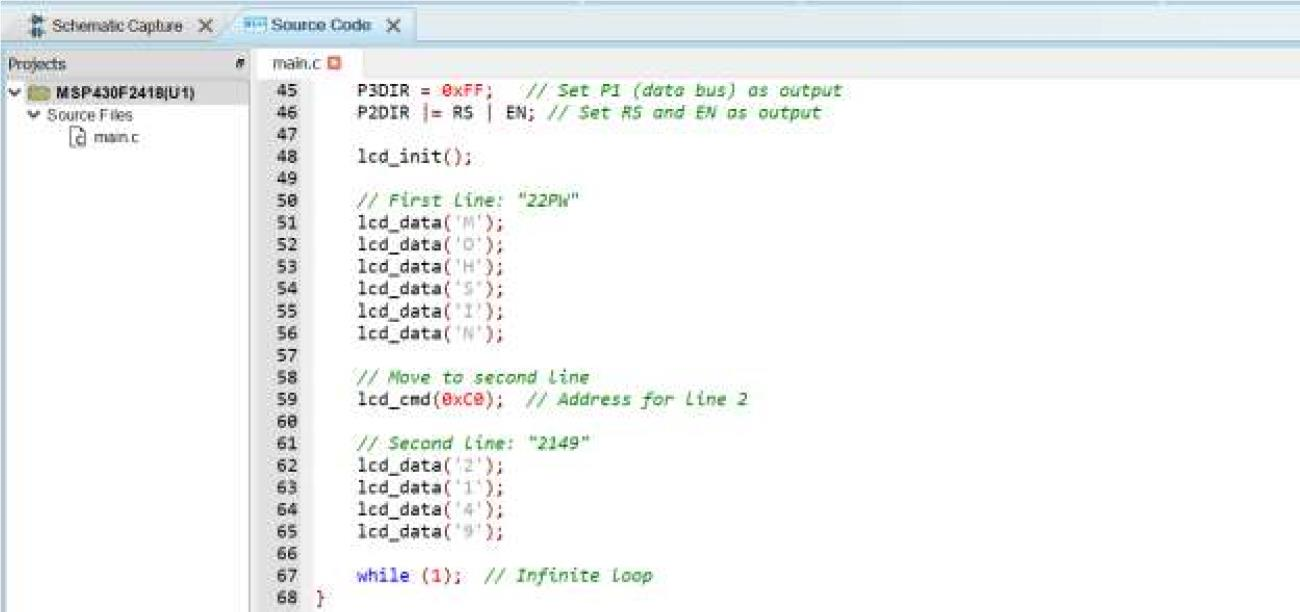 Schematic Capture X Source Code X
Projects
main.c
MSP430F2418(U1)
Source Files
main.c
45 P3DIR = 0xFF; // Set P1 (data bus) as output
46 P2DIR |= RS | EN; // Set RS and EN as output
47
48 lcd_init();
49
50 // First Line: "22PW"
51 lcd_data('M');
52 lcd_data('O');
53 lcd_data('H');
54 lcd_data('S');
55 lcd_data('I');
56 lcd_data('N');
57
58 // Move to second Line
59 lcd_cmd(0xC0); // Address for Line 2
60
61 // Second Line: "2149"
62 lcd_data('2');
63 lcd_data('1');
64 lcd_data('4');
65 lcd_data('9');
66
67 while (1); // Infinite Loop
68 }